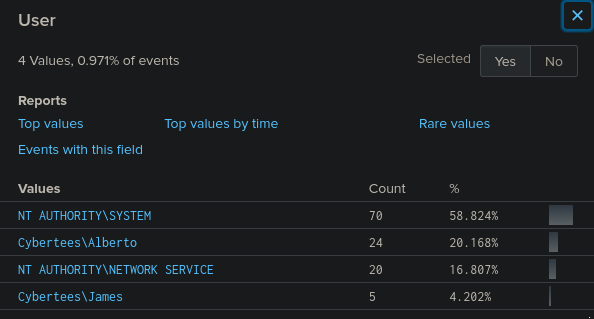 User
4 Values, 0.971% of events
Selected Yes No
Reports
Top values Top values by time Rare values
Events with this field
Values Count %
NT AUTHORITY\SYSTEM 70 58.824%
Cybertees\Alberto 24 20.168%
NT AUTHORITY\NETWORK SERVICE 20 16.807%
Cybertees\James 5 4.202%